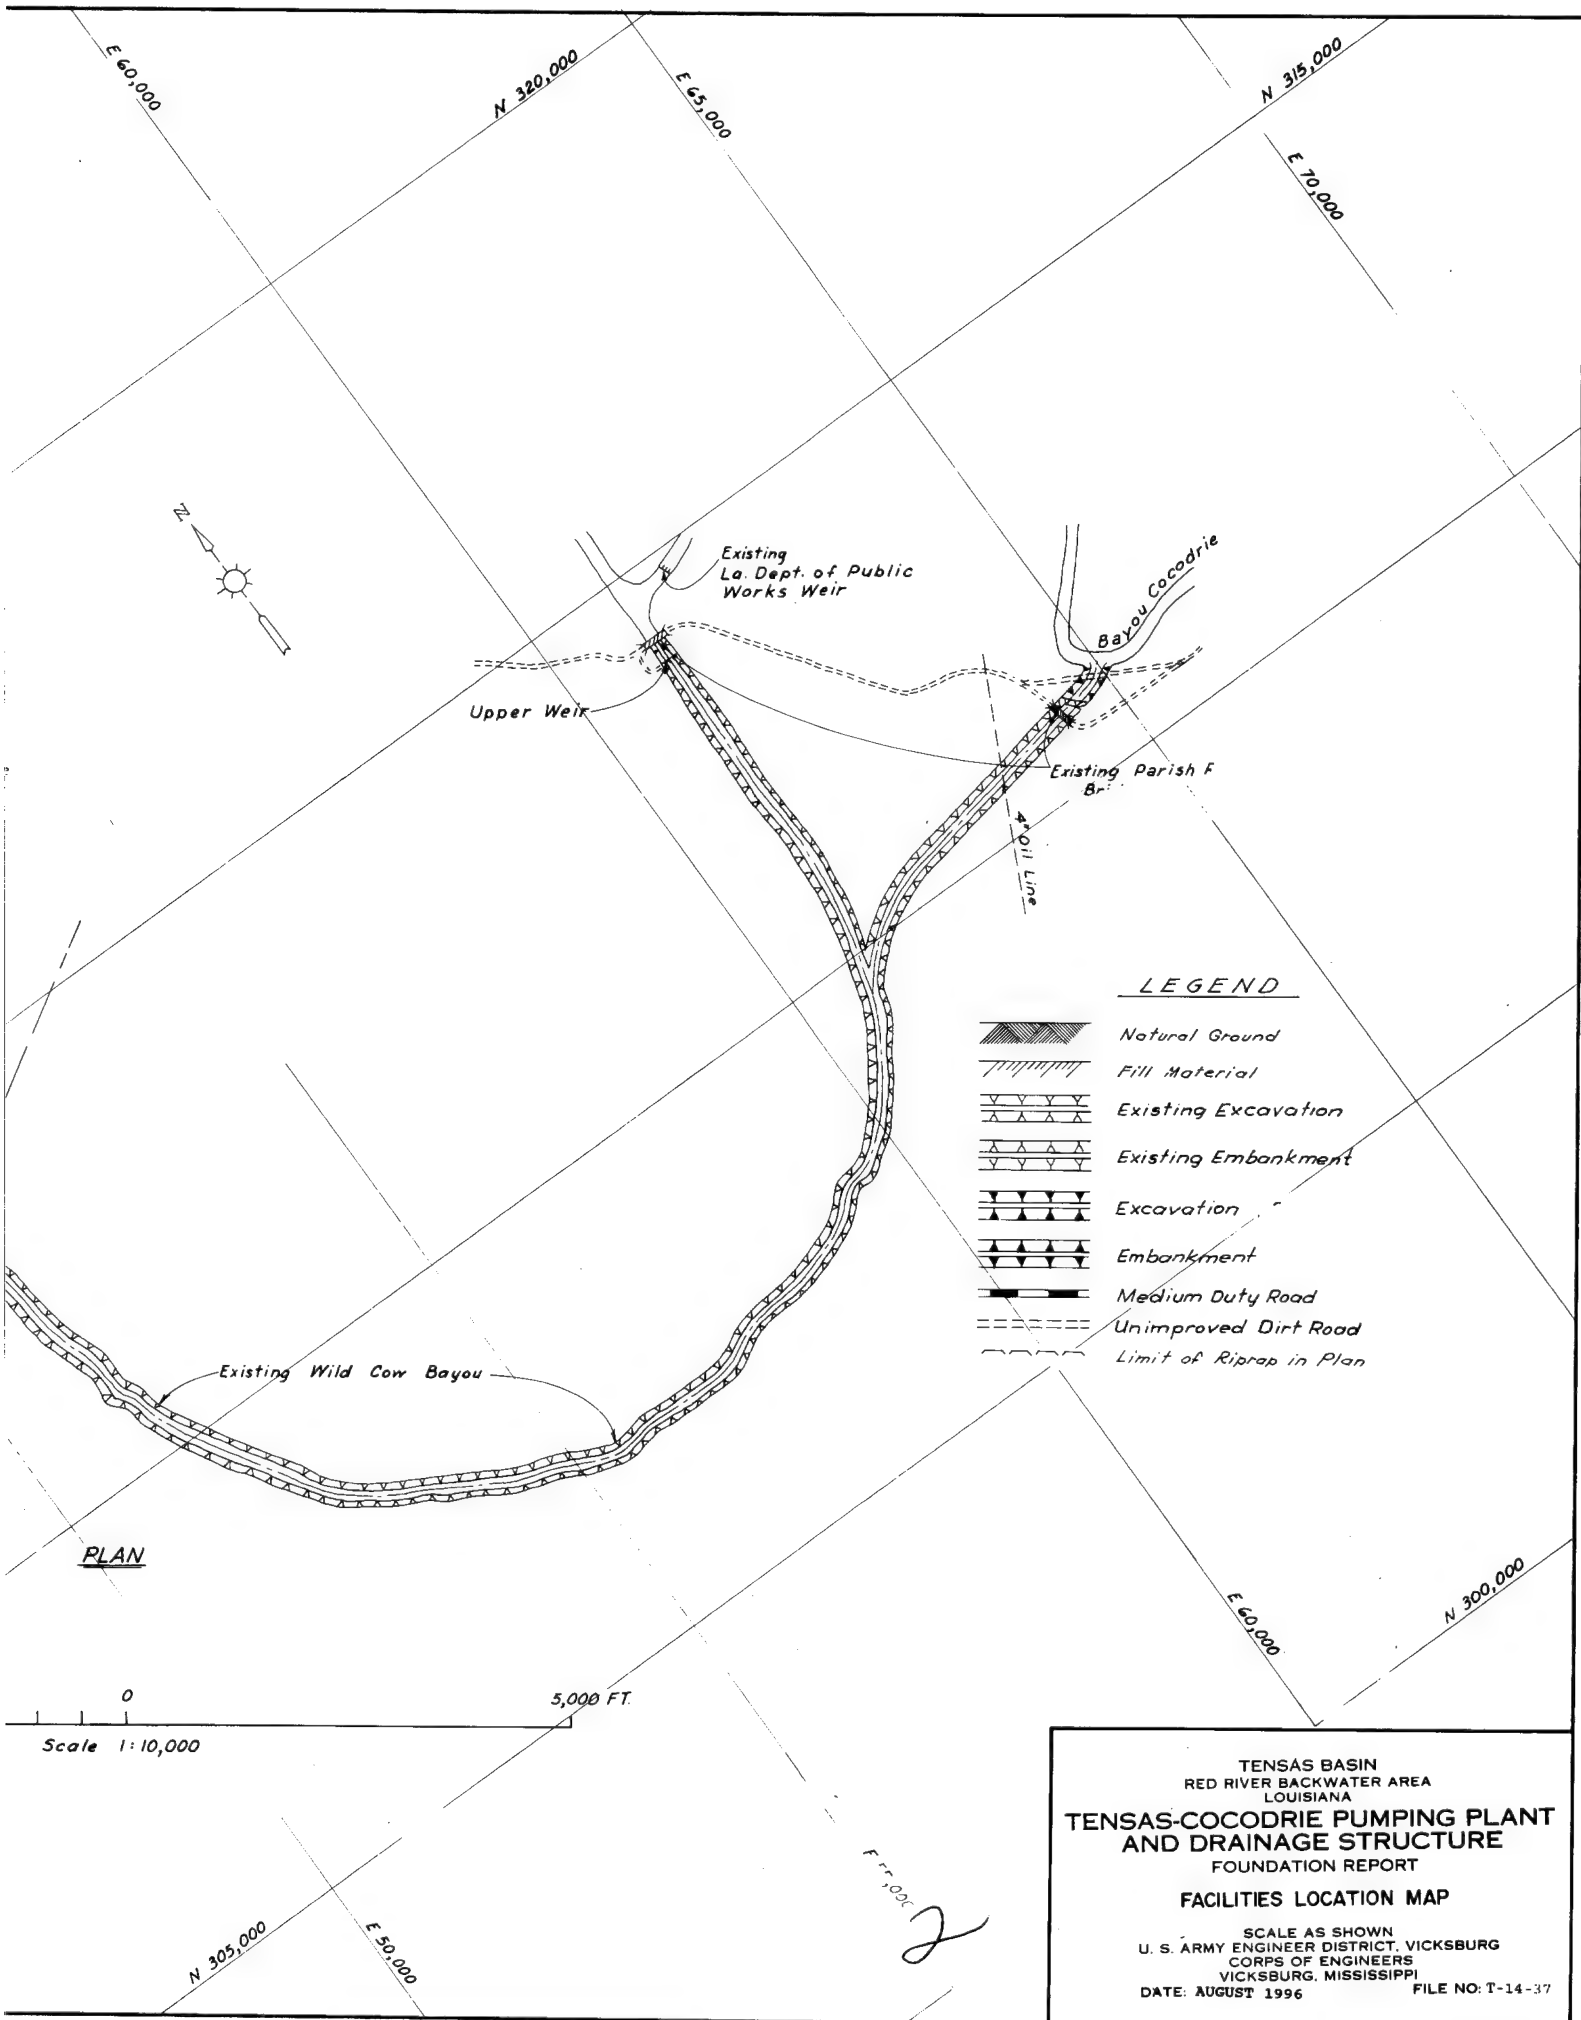 E 60,000
N 320,000
E 65,000
N 315,000
E 70,000
N
Existing
La. Dept. of Public
Works Weir
Bayou Cocodrie
Upper Weir
Existing Parish
4" Oil Line
LEGEND
Natural Ground
Fill Material
Existing Excavation
Existing Embankment
Excavation
Embankment
Medium Duty Road
Unimproved Dirt Road
Limit of Riprap in Plan
Existing Wild Cow Bayou
PLAN
E 60,000
N 300,000
0
5,000 FT.
Scale 1:10,000
N 305,000
E 50,000
2
TENSAS BASIN
RED RIVER BACKWATER AREA
LOUISIANA
TENSAS-COCODRIE PUMPING PLANT
AND DRAINAGE STRUCTURE
FOUNDATION REPORT
FACILITIES LOCATION MAP
SCALE AS SHOWN
U. S. ARMY ENGINEER DISTRICT, VICKSBURG
CORPS OF ENGINEERS
VICKSBURG, MISSISSIPPI
DATE: AUGUST 1996 FILE NO: T-14-37